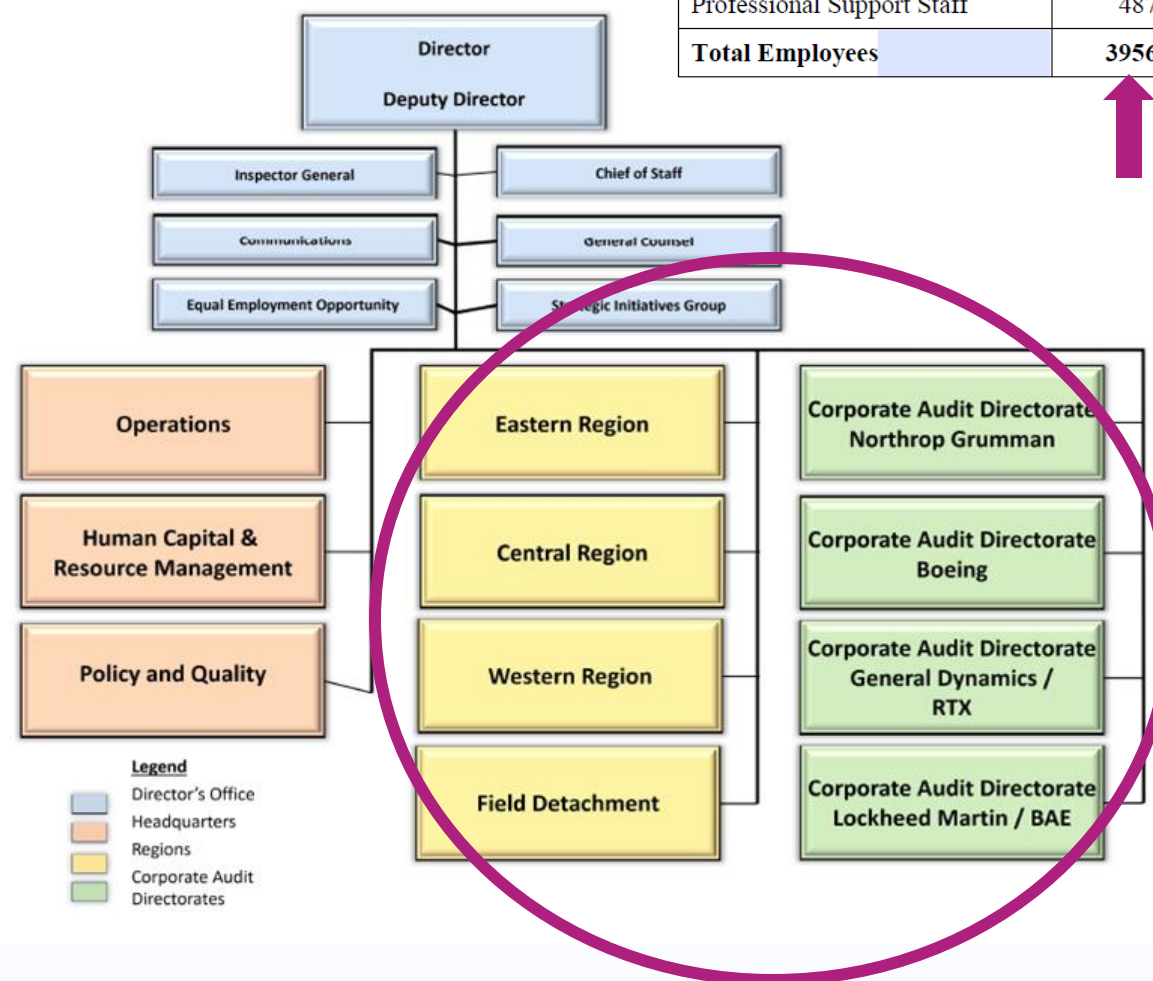 Professional Support Staff 487
Total Employees 3956
Director
Deputy Director
Inspector General
Chief of Staff
Communications
General Counsel
Equal Employment Opportunity
Strategic Initiatives Group
Operations
Eastern Region
Corporate Audit Directorate
Northrop Grumman
Human Capital &
Resource Management
Central Region
Corporate Audit Directorate
Boeing
Policy and Quality
Western Region
Corporate Audit Directorate
General Dynamics /
RTX
Field Detachment
Corporate Audit Directorate
Lockheed Martin / BAE
Legend
Director's Office
Headquarters
Regions
Corporate Audit
Directorates